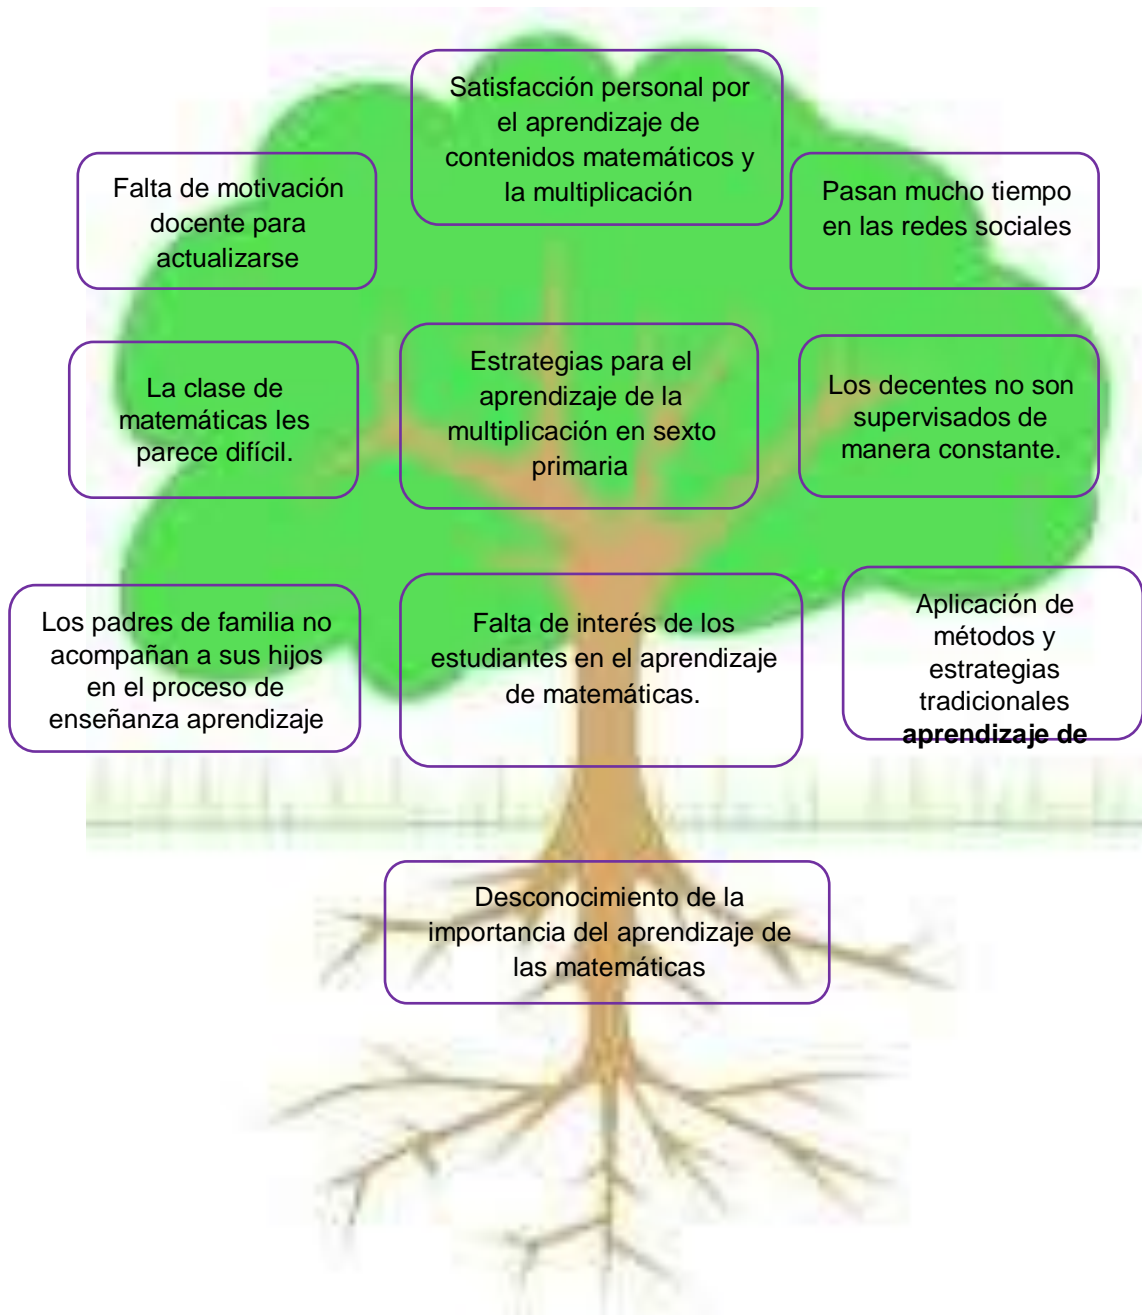 Satisfacción personal por
el aprendizaje de
contenidos matemáticos y
la multiplicación
Falta de motivación
docente para
actualizarse
Pasan mucho tiempo
en las redes sociales
La clase de
matemáticas les
parece difícil.
Estrategias para el
aprendizaje de la
multiplicación en sexto
primaria
Los decentes no son
supervisados de
manera constante.
Los padres de familia no
acompañan a sus hijos
en el proceso de
enseñanza aprendizaje
Falta de interés de los
estudiantes en el aprendizaje
de matemáticas.
Aplicación de
métodos y
estrategias
tradicionales
aprendizaje de
Desconocimiento de la
importancia del aprendizaje de
las matemáticas